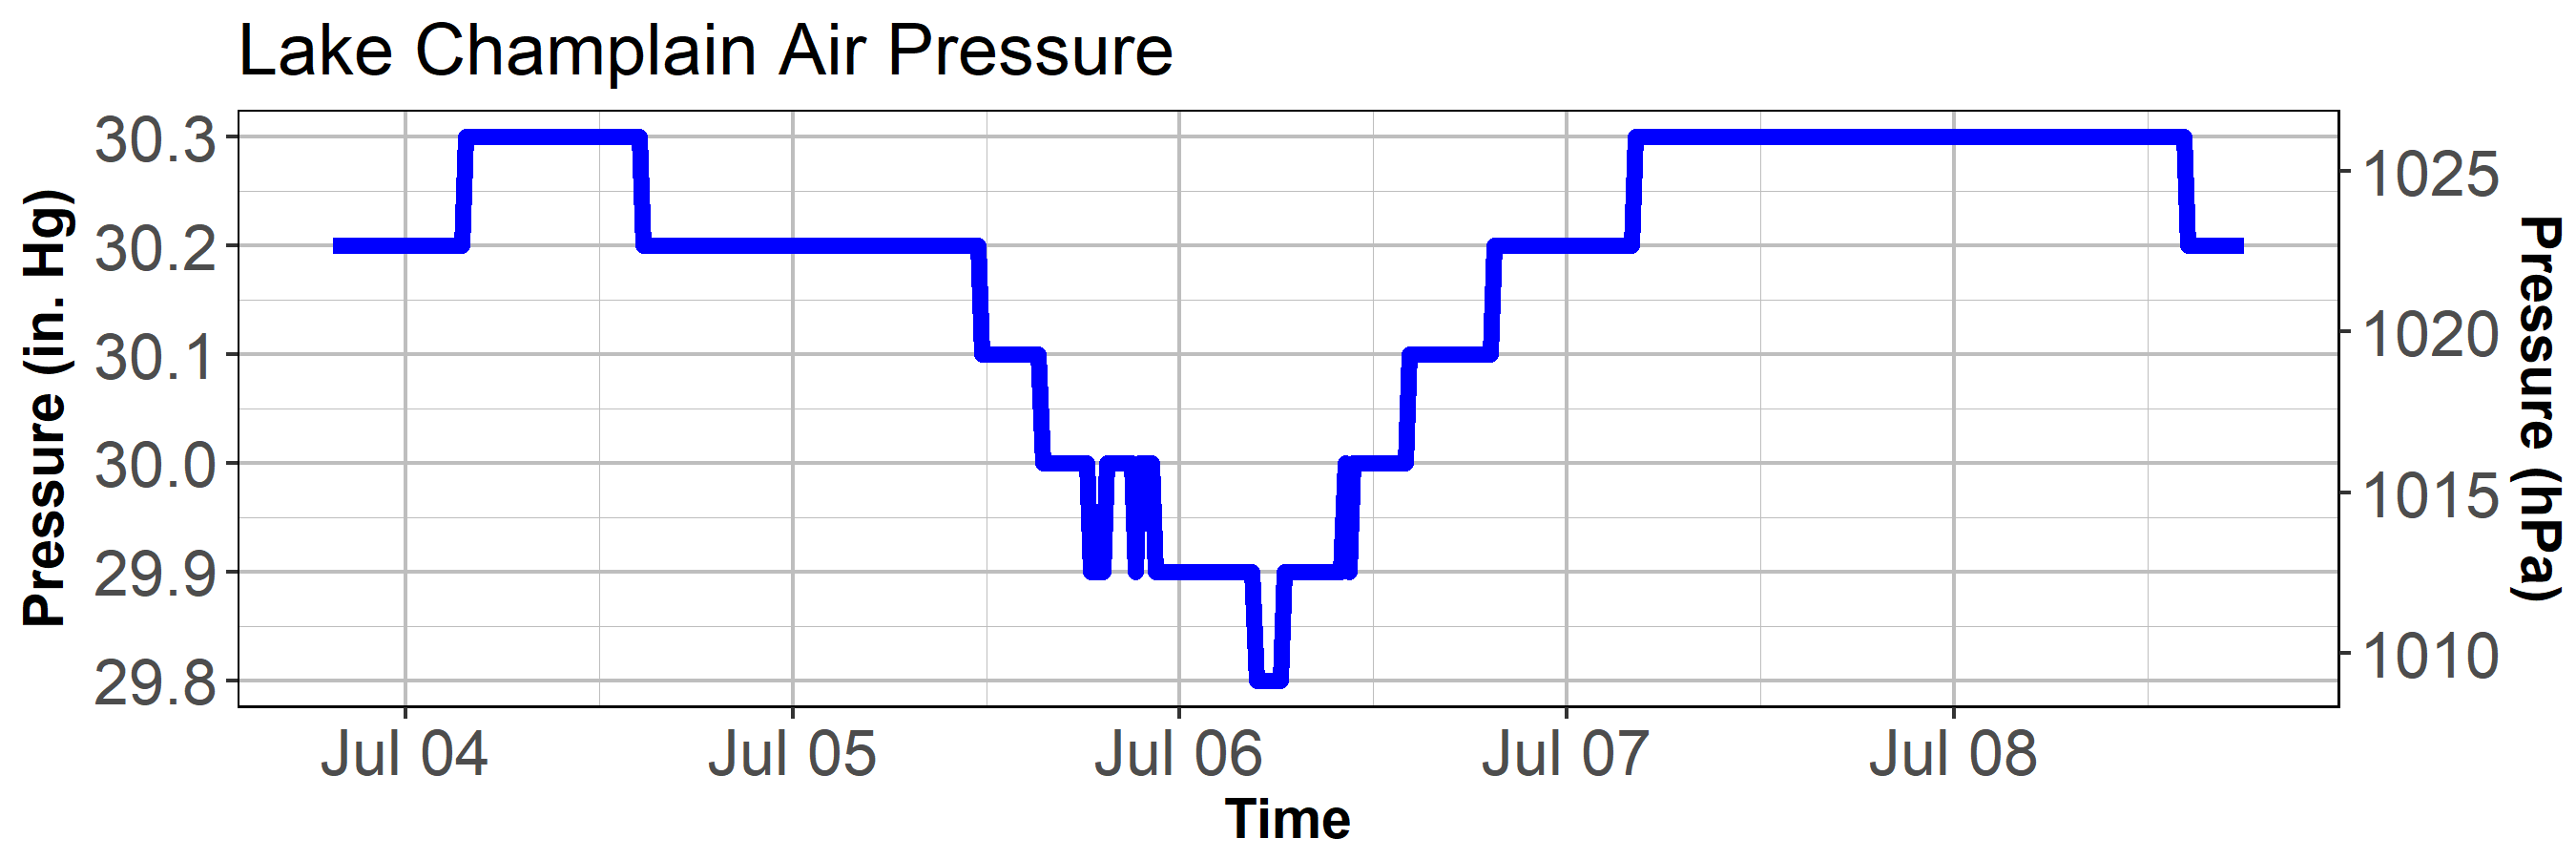 Lake Champlain Air Pressure
Pressure (in. Hg)
30.3
30.2
30.1
30.0
29.9
29.8
1025
1020
1015
1010
Pressure (hPa)
Jul 04 Jul 05 Jul 06 Jul 07 Jul 08
Time